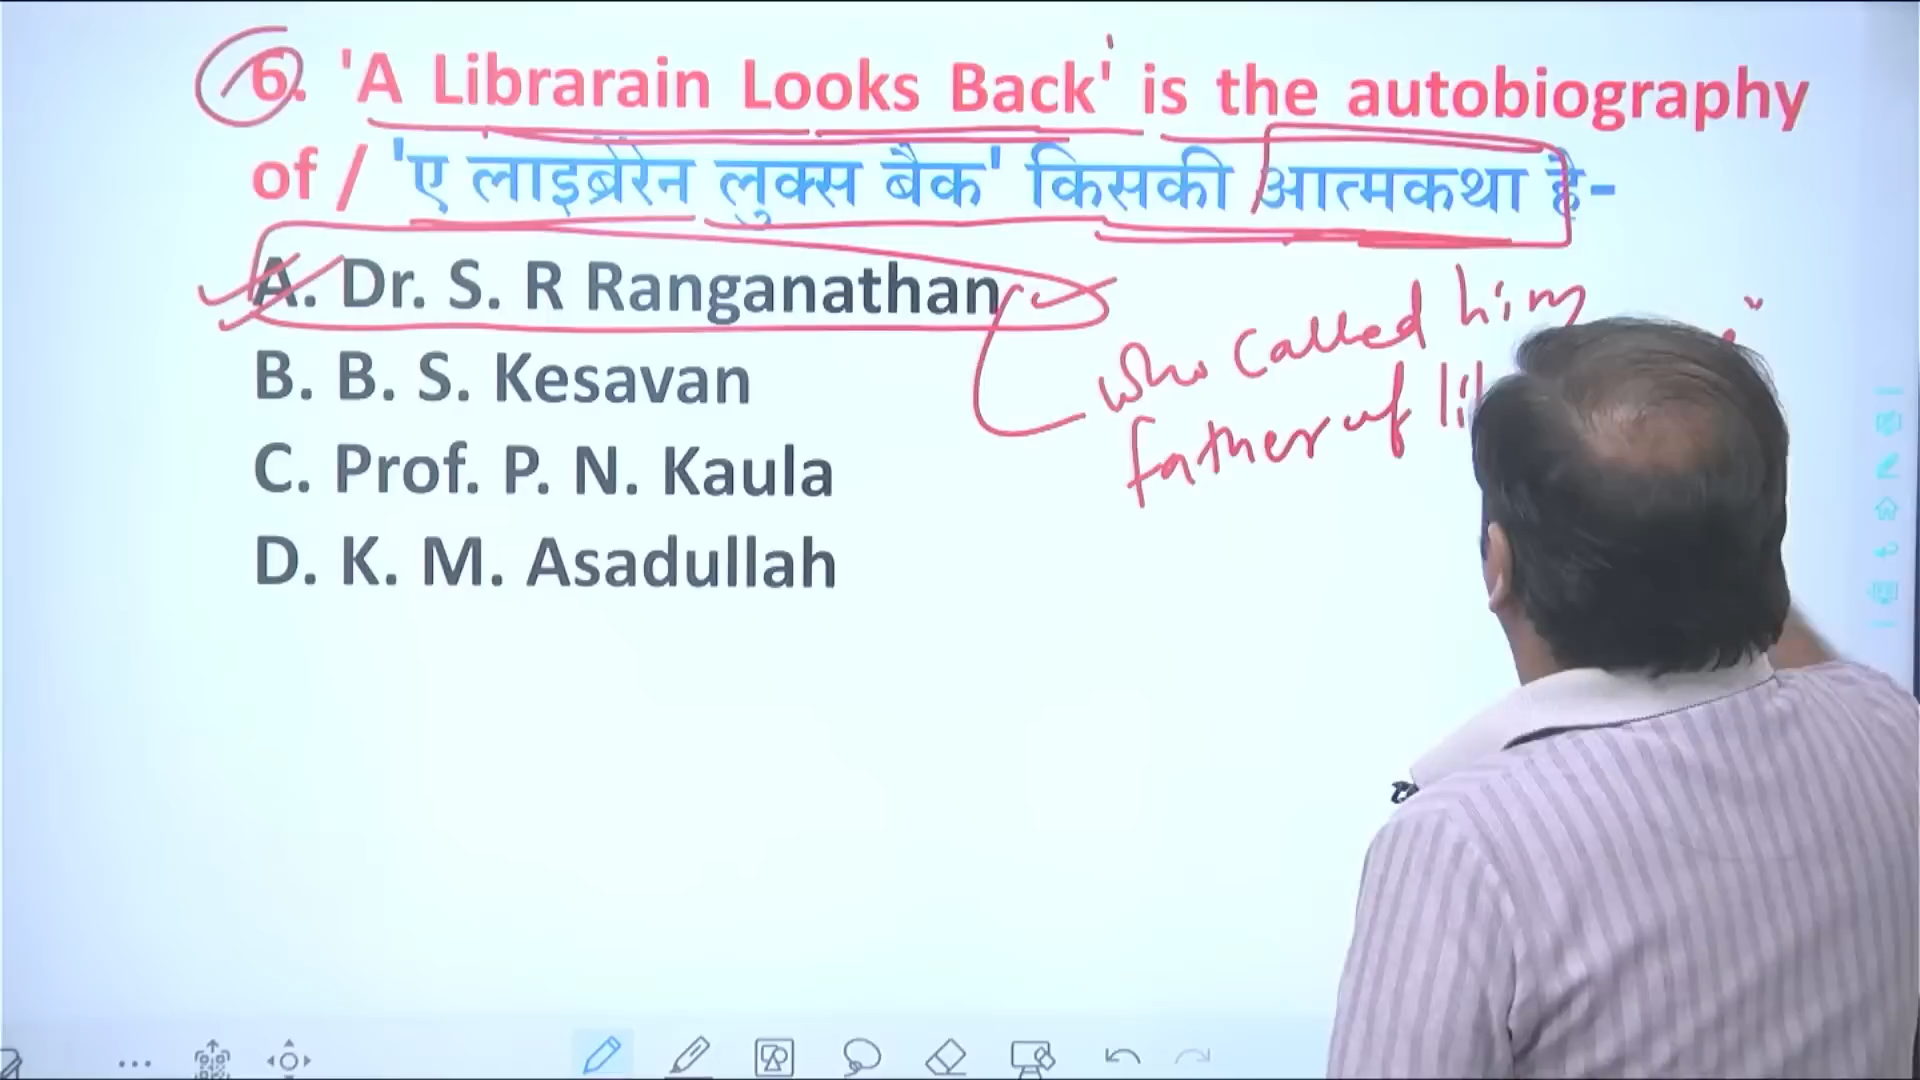 6. 'A Librarain Looks Back' is the autobiography
of / 'ए लाइब्रेरेन लुक्स बैक' किसकी आत्मकथा है-
A. Dr. S. R Ranganathan
B. B. S. Kesavan
C. Prof. P. N. Kaula
D. K. M. Asadullah
who called him
father of